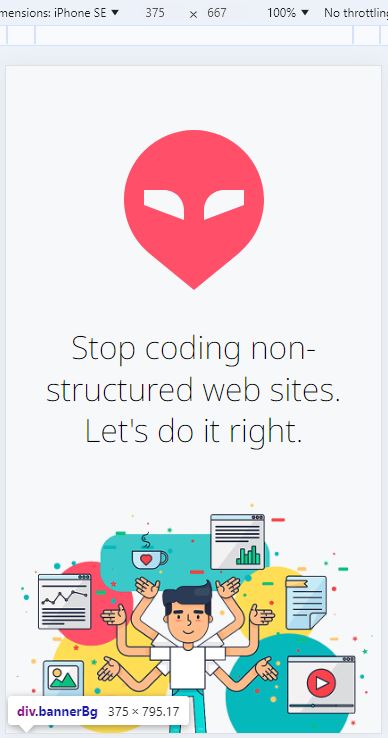 mensions: iPhone SE ▼ 375 × 667 100% ▼ No throttling
Stop coding non-
structured web sites.
Let's do it right.
div.bannerBg 375 × 795.17